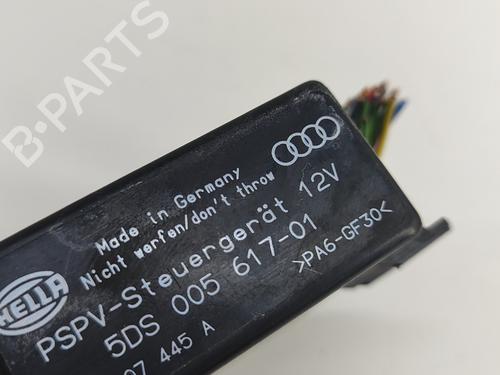 B-PARTS
Made in Germany
Nicht werfen/don't throw
HELLA
PSPV-Steuergerät 12V
5DS 005 617-01
>PA6-GF30<
07 445 A